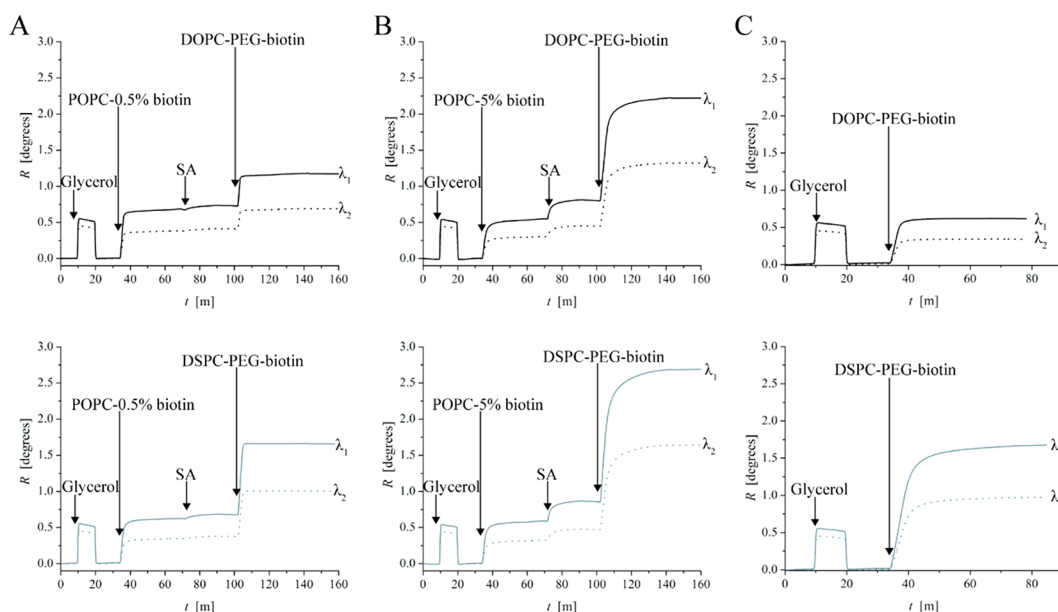 A
B
C
3.0
2.5
2.0
1.5
1.0
0.5
0.0
R [degrees]
DOPC-PEG-biotin
POPC-0.5% biotin
SA
Glycerol
λ1
λ2
0 20 40 60 80 100 120 140 160
t [m]
3.0
2.5
2.0
1.5
1.0
0.5
0.0
R [degrees]
DOPC-PEG-biotin
POPC-5% biotin
SA
Glycerol
λ1
λ2
0 20 40 60 80 100 120 140 160
t [m]
3.0
2.5
2.0
1.5
1.0
0.5
0.0
R [degrees]
DOPC-PEG-biotin
Glycerol
λ1
λ2
0 20 40 60 80
t [m]
3.0
2.5
2.0
1.5
1.0
0.5
0.0
R [degrees]
DSPC-PEG-biotin
POPC-0.5% biotin
SA
Glycerol
λ1
λ2
0 20 40 60 80 100 120 140 160
t [m]
3.0
2.5
2.0
1.5
1.0
0.5
0.0
R [degrees]
DSPC-PEG-biotin
POPC-5% biotin
SA
Glycerol
λ1
λ2
0 20 40 60 80 100 120 140 160
t [m]
3.0
2.5
2.0
1.5
1.0
0.5
0.0
R [degrees]
DSPC-PEG-biotin
Glycerol
λ
λ
0 20 40 60 80
t [m]